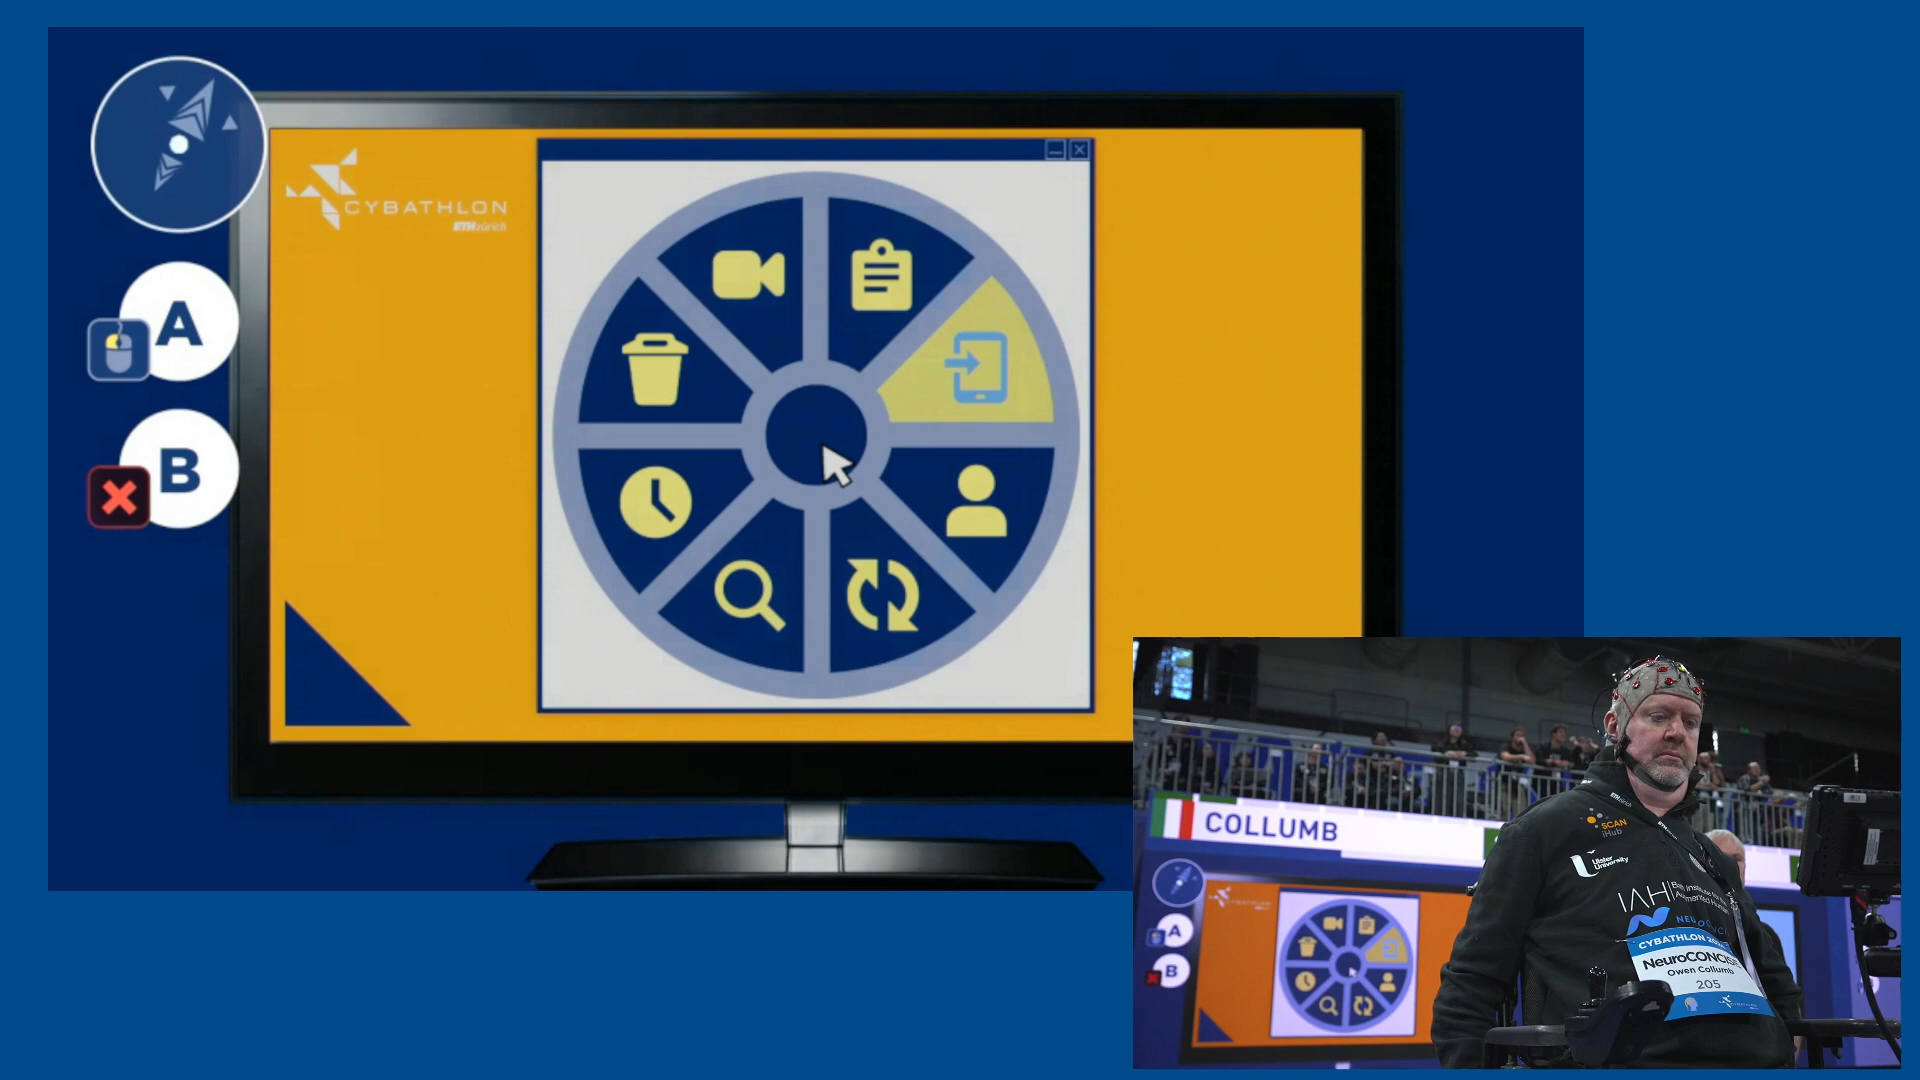 CYBATHLON
ETH zürich
A
B
COLLUMB
SCAN
iHub
Ulster
University
IAH
A
B
CYBATHLON
NeuroCONCISE
Owen Collumb
205